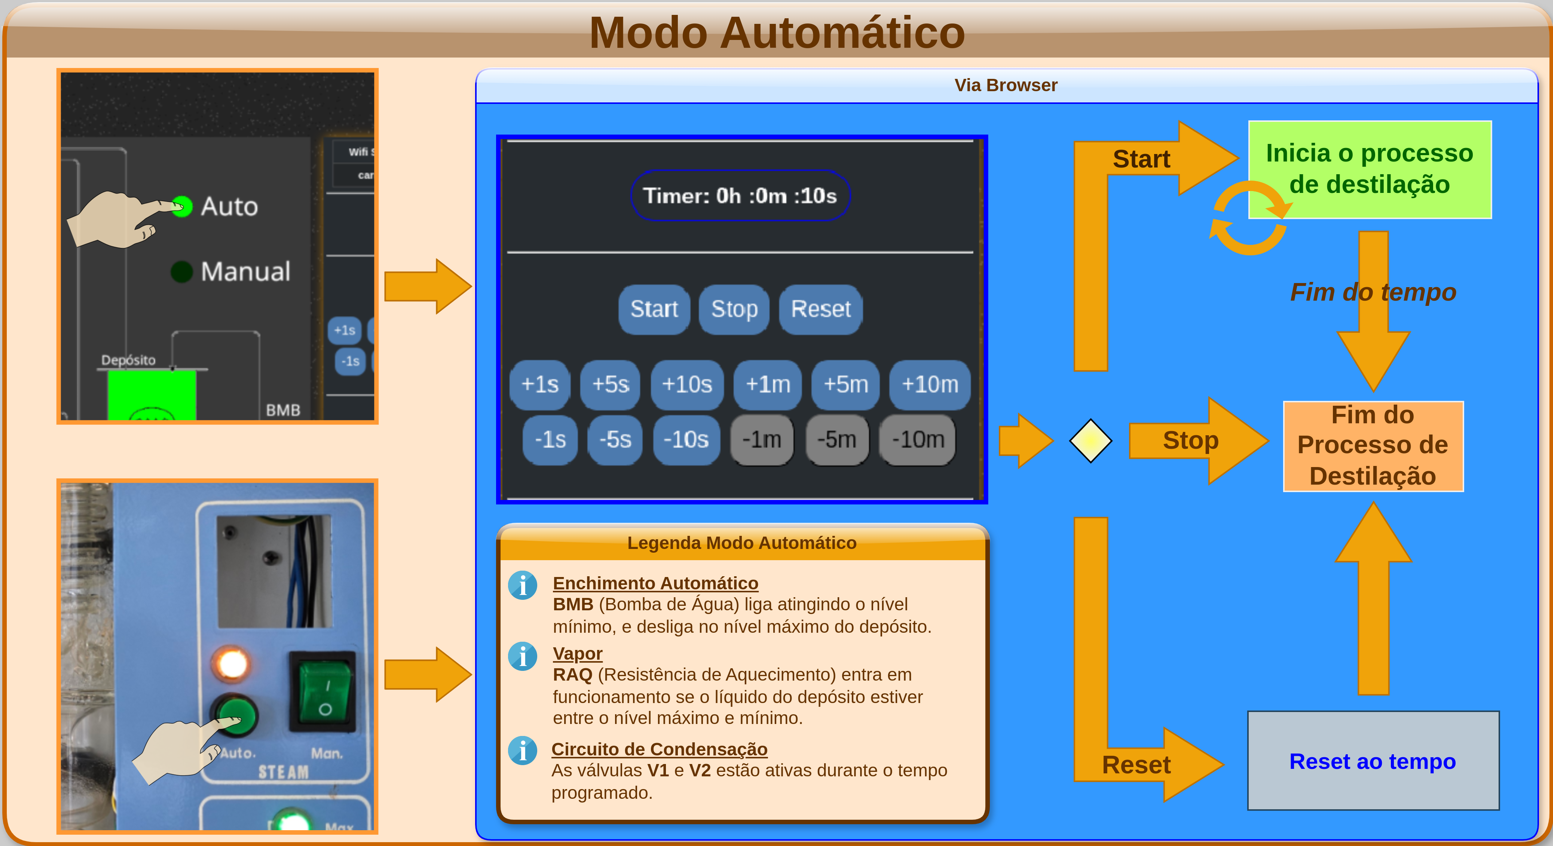 Modo Automático
Wifi S
car
Auto
Manual
+1s
-1s
Depósito
BMB
Auto.
Man.
STEAM
Max
Via Browser
Timer: 0h :0m :10s
Start
Stop
Reset
+1s
+5s
+10s
+1m
+5m
+10m
-1s
-5s
-10s
-1m
-5m
-10m
Legenda Modo Automático
Enchimento Automático
BMB (Bomba de Água) liga atingindo o nível
mínimo, e desliga no nível máximo do depósito.
Vapor
RAQ (Resistência de Aquecimento) entra em
funcionamento se o líquido do depósito estiver
entre o nível máximo e mínimo.
Circuito de Condensação
As válvulas V1 e V2 estão ativas durante o tempo
programado.
Start
Inicia o processo
de destilação
Fim do tempo
Stop
Fim do
Processo de
Destilação
Reset
Reset ao tempo